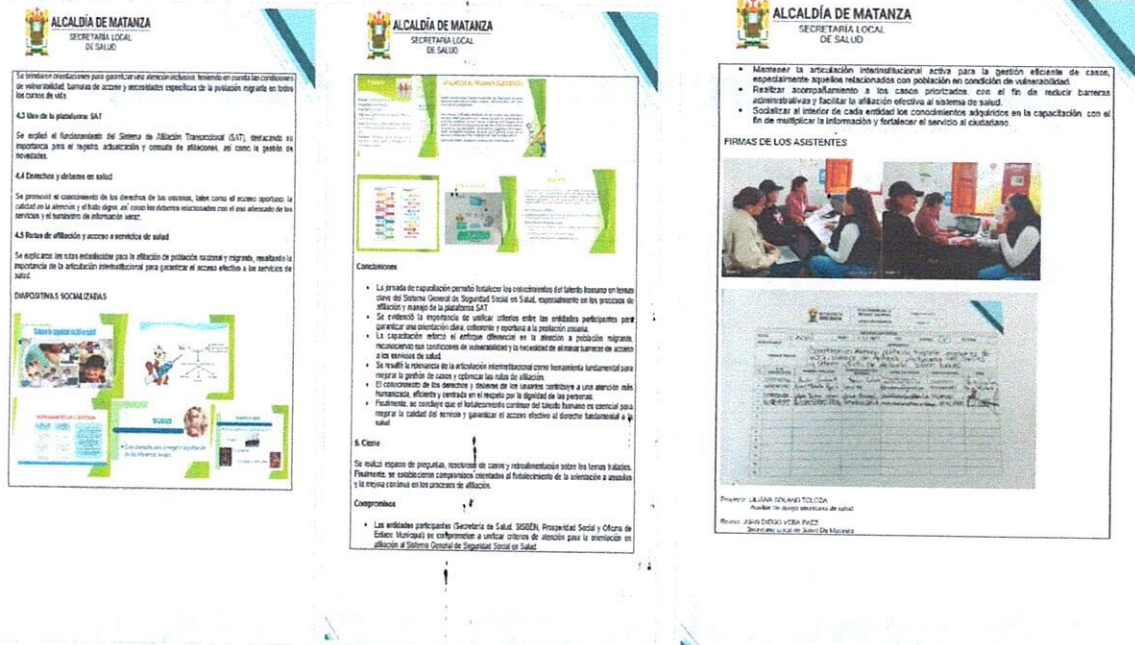 ALCALDÍA DE MATANZA
SECRETARIA LOCAL
DE SALUD
Se brindaron orientaciones para garantizar una atención inclusiva, teniendo en cuenta las condiciones
de vulnerabilidad, barreras de acceso y necesidades específicas de la población migrante en todos
los cursos de vida
4.3 Uso de la plataforma SAT
Se explicó el funcionamiento del Sistema de Afiliación Transaccional (SAT), destacando su
importancia para el registro, actualización y consulta de afiliaciones, así como la gestión de
novedades.
4.4 Derechos y deberes en salud
Se promovió el conocimiento de los derechos de los usuarios, tales como el acceso oportuno, la
calidad en la atención y el trato digno, así como los deberes relacionados con el uso adecuado de los
servicios y el suministro de información veraz.
4.5 Rutas de afiliación y acceso a servicios de salud
Se explicaron las rutas establecidas para la afiliación de población nacional y migrante, resaltando la
importancia de la articulación interinstitucional para garantizar el acceso efectivo a los servicios de
salud.
DIAPOSITIVAS SOCIALIZADAS
ALCALDÍA DE MATANZA
SECRETARIA LOCAL
DE SALUD
Conclusiones
• La jornada de capacitación permitió fortalecer los conocimientos del talento humano en temas
clave del Sistema General de Seguridad Social en Salud, especialmente en los procesos de
afiliación y manejo de la plataforma SAT
• Se evidenció la importancia de unificar criterios entre las entidades participantes para
garantizar una orientación clara, coherente y oportuna a la población usuaria.
• La capacitación reforzó el enfoque diferencial en la atención a población migrante,
reconociendo sus condiciones de vulnerabilidad y la necesidad de eliminar barreras de acceso
a los servicios de salud.
• Se resaltó la relevancia de la articulación interinstitucional como herramienta fundamental para
mejorar la gestión de casos y optimizar las rutas de afiliación.
• El conocimiento de los derechos y deberes de los usuarios contribuye a una atención más
humanizada, eficiente y centrada en el respeto por la dignidad de las personas.
• Finalmente, se concluye que el fortalecimiento continuo del talento humano es esencial para
mejorar la calidad del servicio y garantizar el acceso efectivo al derecho fundamental a la
salud
5. Cierre
Se realizó espacio de preguntas, resolución de casos y retroalimentación sobre los temas tratados.
Finalmente, se establecieron compromisos orientados al fortalecimiento de la orientación a usuarios
y la mejora continua en los procesos de afiliación.
Compromisos
• Las entidades participantes (Secretaría de Salud, SISBÉN, Prosperidad Social y Oficina de
Enlace Municipal) se comprometen a unificar criterios de atención para la orientación en
afiliación al Sistema General de Seguridad Social en Salud
ALCALDÍA DE MATANZA
SECRETARIA LOCAL
DE SALUD
• Mantener la articulación interinstitucional activa para la gestión eficiente de casos,
especialmente aquellos relacionados con población en condición de vulnerabilidad.
• Realizar acompañamiento a los casos priorizados, con el fin de reducir barreras
administrativas y facilitar la afiliación efectiva al sistema de salud.
• Socializar al interior de cada entidad los conocimientos adquiridos en la capacitación, con el
fin de multiplicar la información y fortalecer el servicio al ciudadano.
FIRMAS DE LOS ASISTENTES
Proyectó: LILIANA SOLANO TOLOZA
Auxiliar de apoyo secretaria de salud
Revisó: JUAN DIEGO VERA PAEZ
Secretario Local de Salud De Matanza